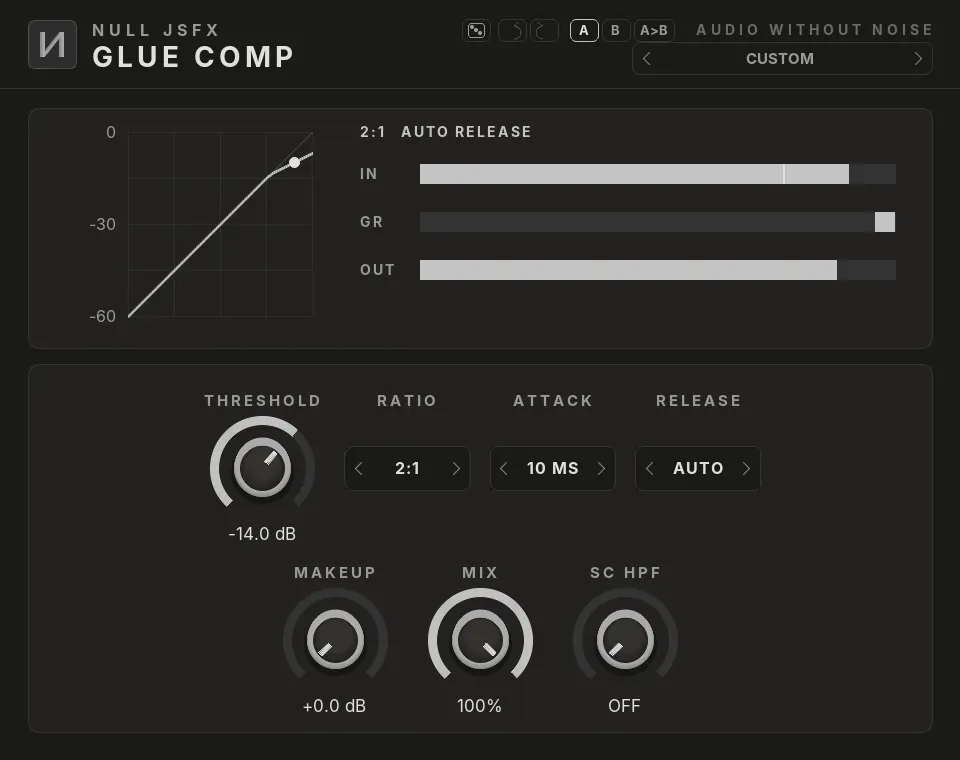 NULL JSFX
GLUE COMP
A B A>B
AUDIO WITHOUT NOISE
CUSTOM
0
-30
-60
2:1 AUTO RELEASE
IN
GR
OUT
THRESHOLD RATIO ATTACK RELEASE
2:1 10 MS AUTO
-14.0 dB
MAKEUP MIX SC HPF
+0.0 dB 100% OFF